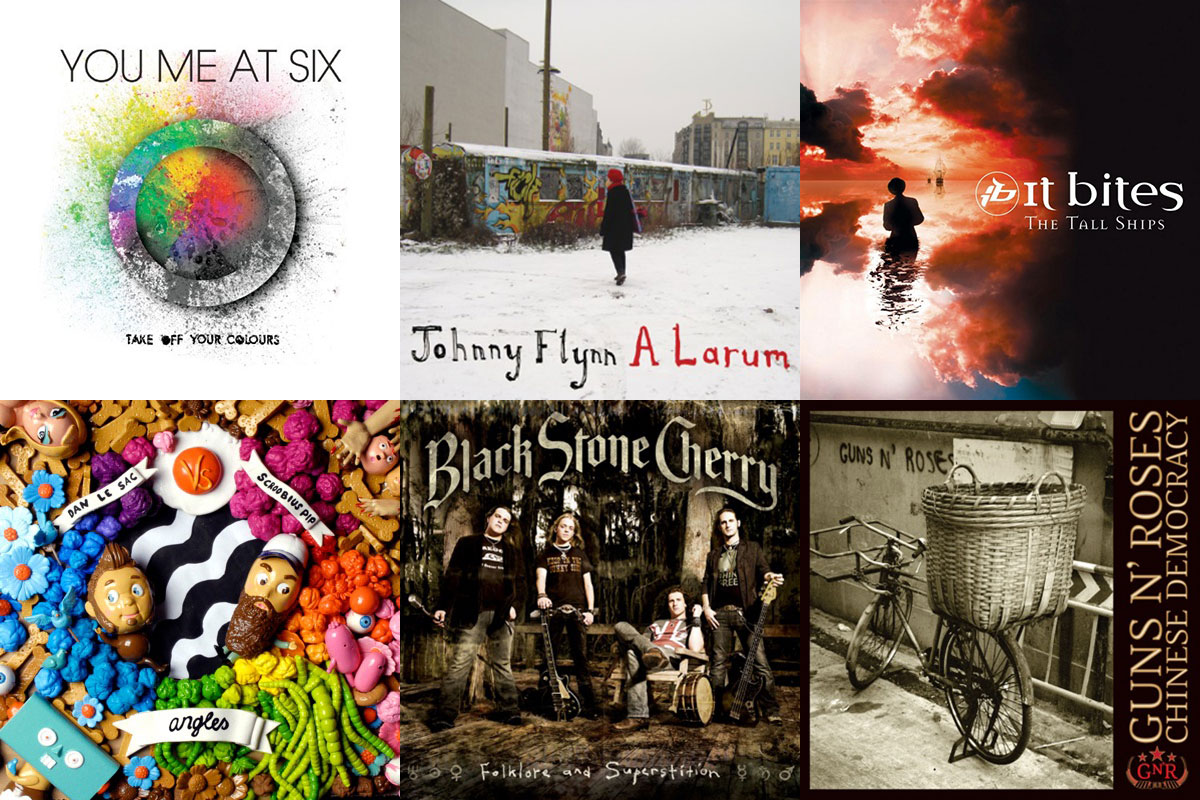 YOU ME AT SIX
TAKE OFF YOUR COLOURS
Johnny Flynn A Larum
ib it bites
THE TALL SHIPS
DAN LE SAC
VS
SCROOBIUS PIP
angles
Black Stone Cherry
Folklore and Superstition
GUNS N' ROSES
GUNS N' ROSES
CHINESE DEMOCRACY
GNR